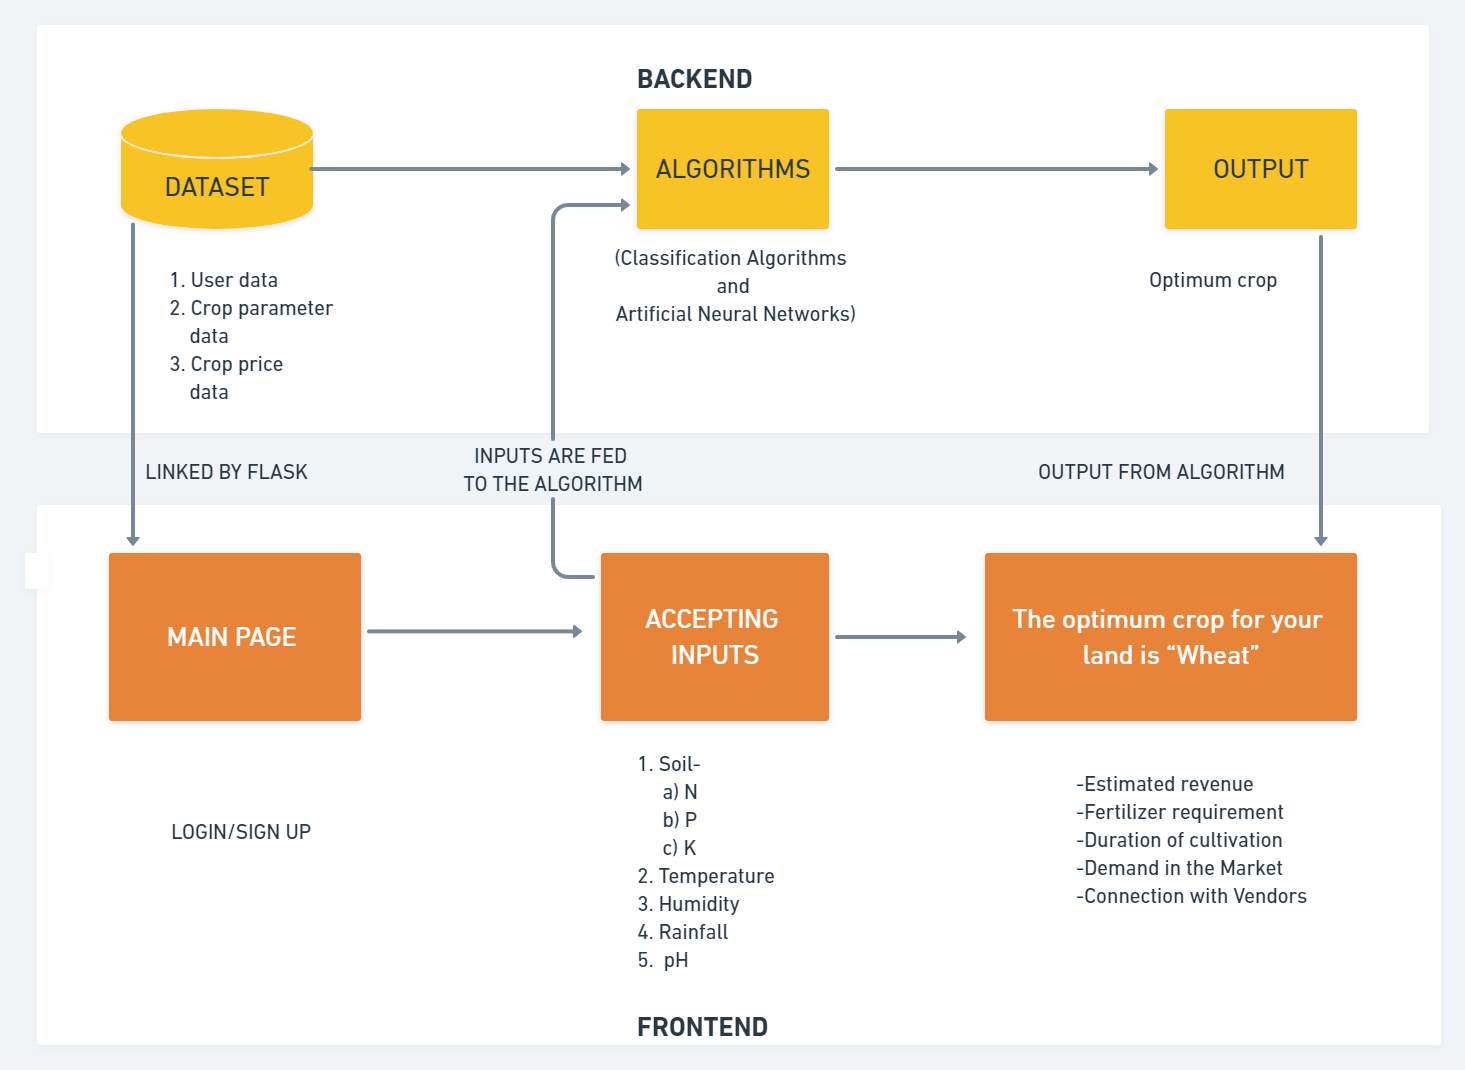 BACKEND
DATASET
ALGORITHMS
OUTPUT
1. User data
2. Crop parameter
data
3. Crop price
data
(Classification Algorithms
and
Artificial Neural Networks)
Optimum crop
LINKED BY FLASK
INPUTS ARE FED
TO THE ALGORITHM
OUTPUT FROM ALGORITHM
MAIN PAGE
ACCEPTING
INPUTS
The optimum crop for your
land is “Wheat”
LOGIN/SIGN UP
1. Soil-
a) N
b) P
c) K
2. Temperature
3. Humidity
4. Rainfall
5. pH
-Estimated revenue
-Fertilizer requirement
-Duration of cultivation
-Demand in the Market
-Connection with Vendors
FRONTEND